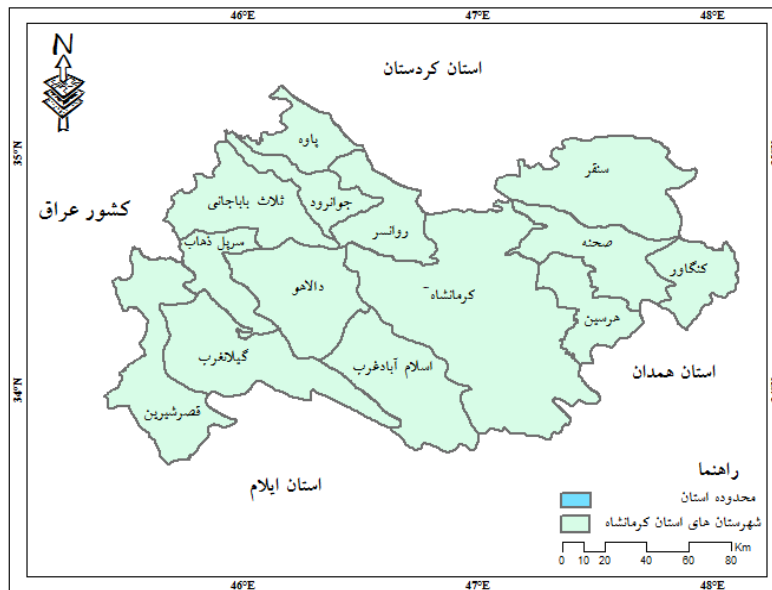 46°E 47°E 48°E
N
استان کردستان
35°N
پاوه
سنقر
ثلاث باباجانی
جوانرود
کشور عراق
روانسر
سرپل ذهاب
صحنه
کنگاور
دالاهو
کرمانشاه
هرسین
گیلانغرب
اسلام آبادغرب
استان همدان
34°N
قصرشیرین
استان ایلام
راهنما
محدوده استان
شهرستان های استان کرمانشاه
0 10 20 40 60 80 Km
46°E 47°E 48°E